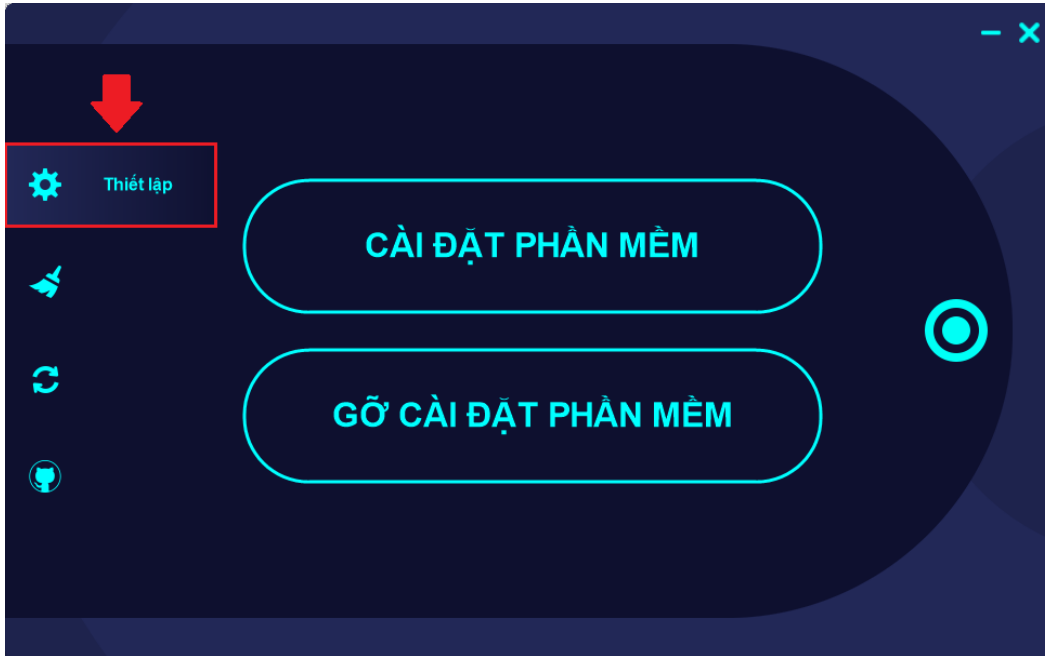 Thiết lập
CÀI ĐẶT PHẦN MỀM
GỠ CÀI ĐẶT PHẦN MỀM